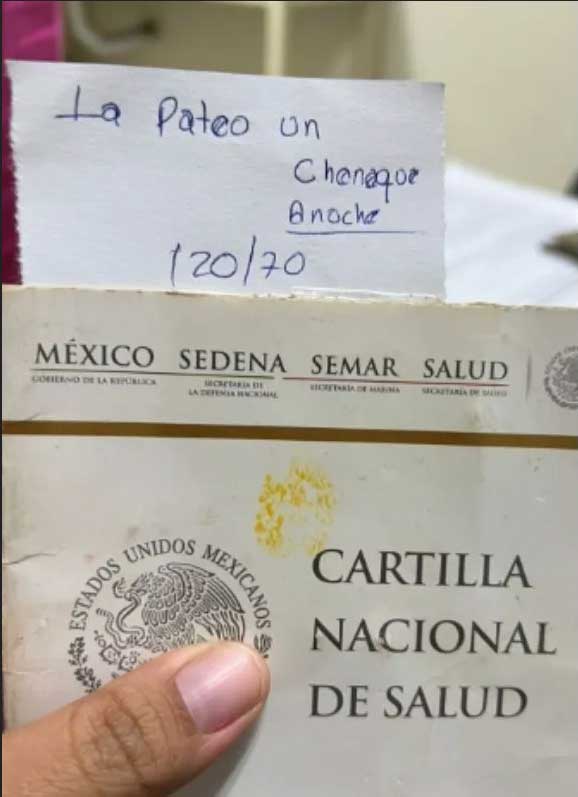 La Pateo un
Chaneque
Anoche
120/70
MÉXICO SEDENA SEMAR SALUD
GOBIERNO DE LA REPÚBLICA SECRETARÍA DE LA DEFENSA NACIONAL SECRETARÍA DE MARINA SECRETARÍA DE SALUD
ESTADOS UNIDOS MEXICANOS
CARTILLA
NACIONAL
DE SALUD